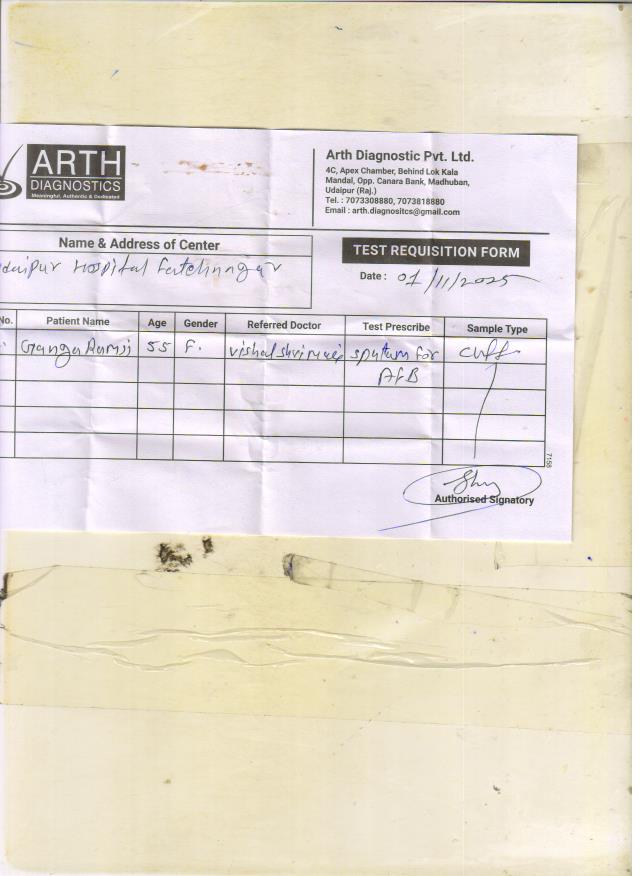 ARTH
DIAGNOSTICS
Meaningful, Authentic & Dedicated
Arth Diagnostic Pvt. Ltd.
4C, Apex Chamber, Behind Lok Kala
Mandal, Opp. Canara Bank, Madhuban,
Udaipur (Raj.)
Tel. : 7073308880, 7073818880
Email : arth.diagnositcs@gmail.com
Name & Address of Center
daipur Hospital Fatehnagar
TEST REQUISITION FORM
Date : 01/11/2025
No. Patient Name Age Gender Referred Doctor Test Prescribe Sample Type
Ganga Ramji 55 F. vishal sputum for
AFB
7158
Authorised Signatory